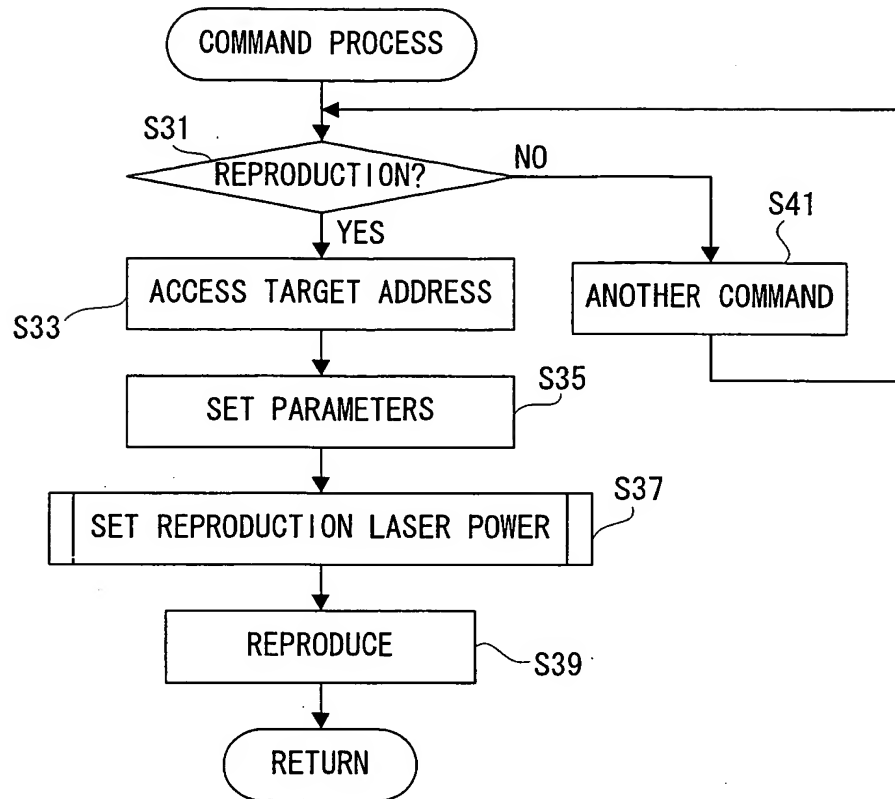 COMMAND PROCESS
S31
REPRODUCTION?
NO
YES
S41
ACCESS TARGET ADDRESS
ANOTHER COMMAND
S33
SET PARAMETERS
S35
SET REPRODUCTION LASER POWER
S37
REPRODUCE
S39
RETURN